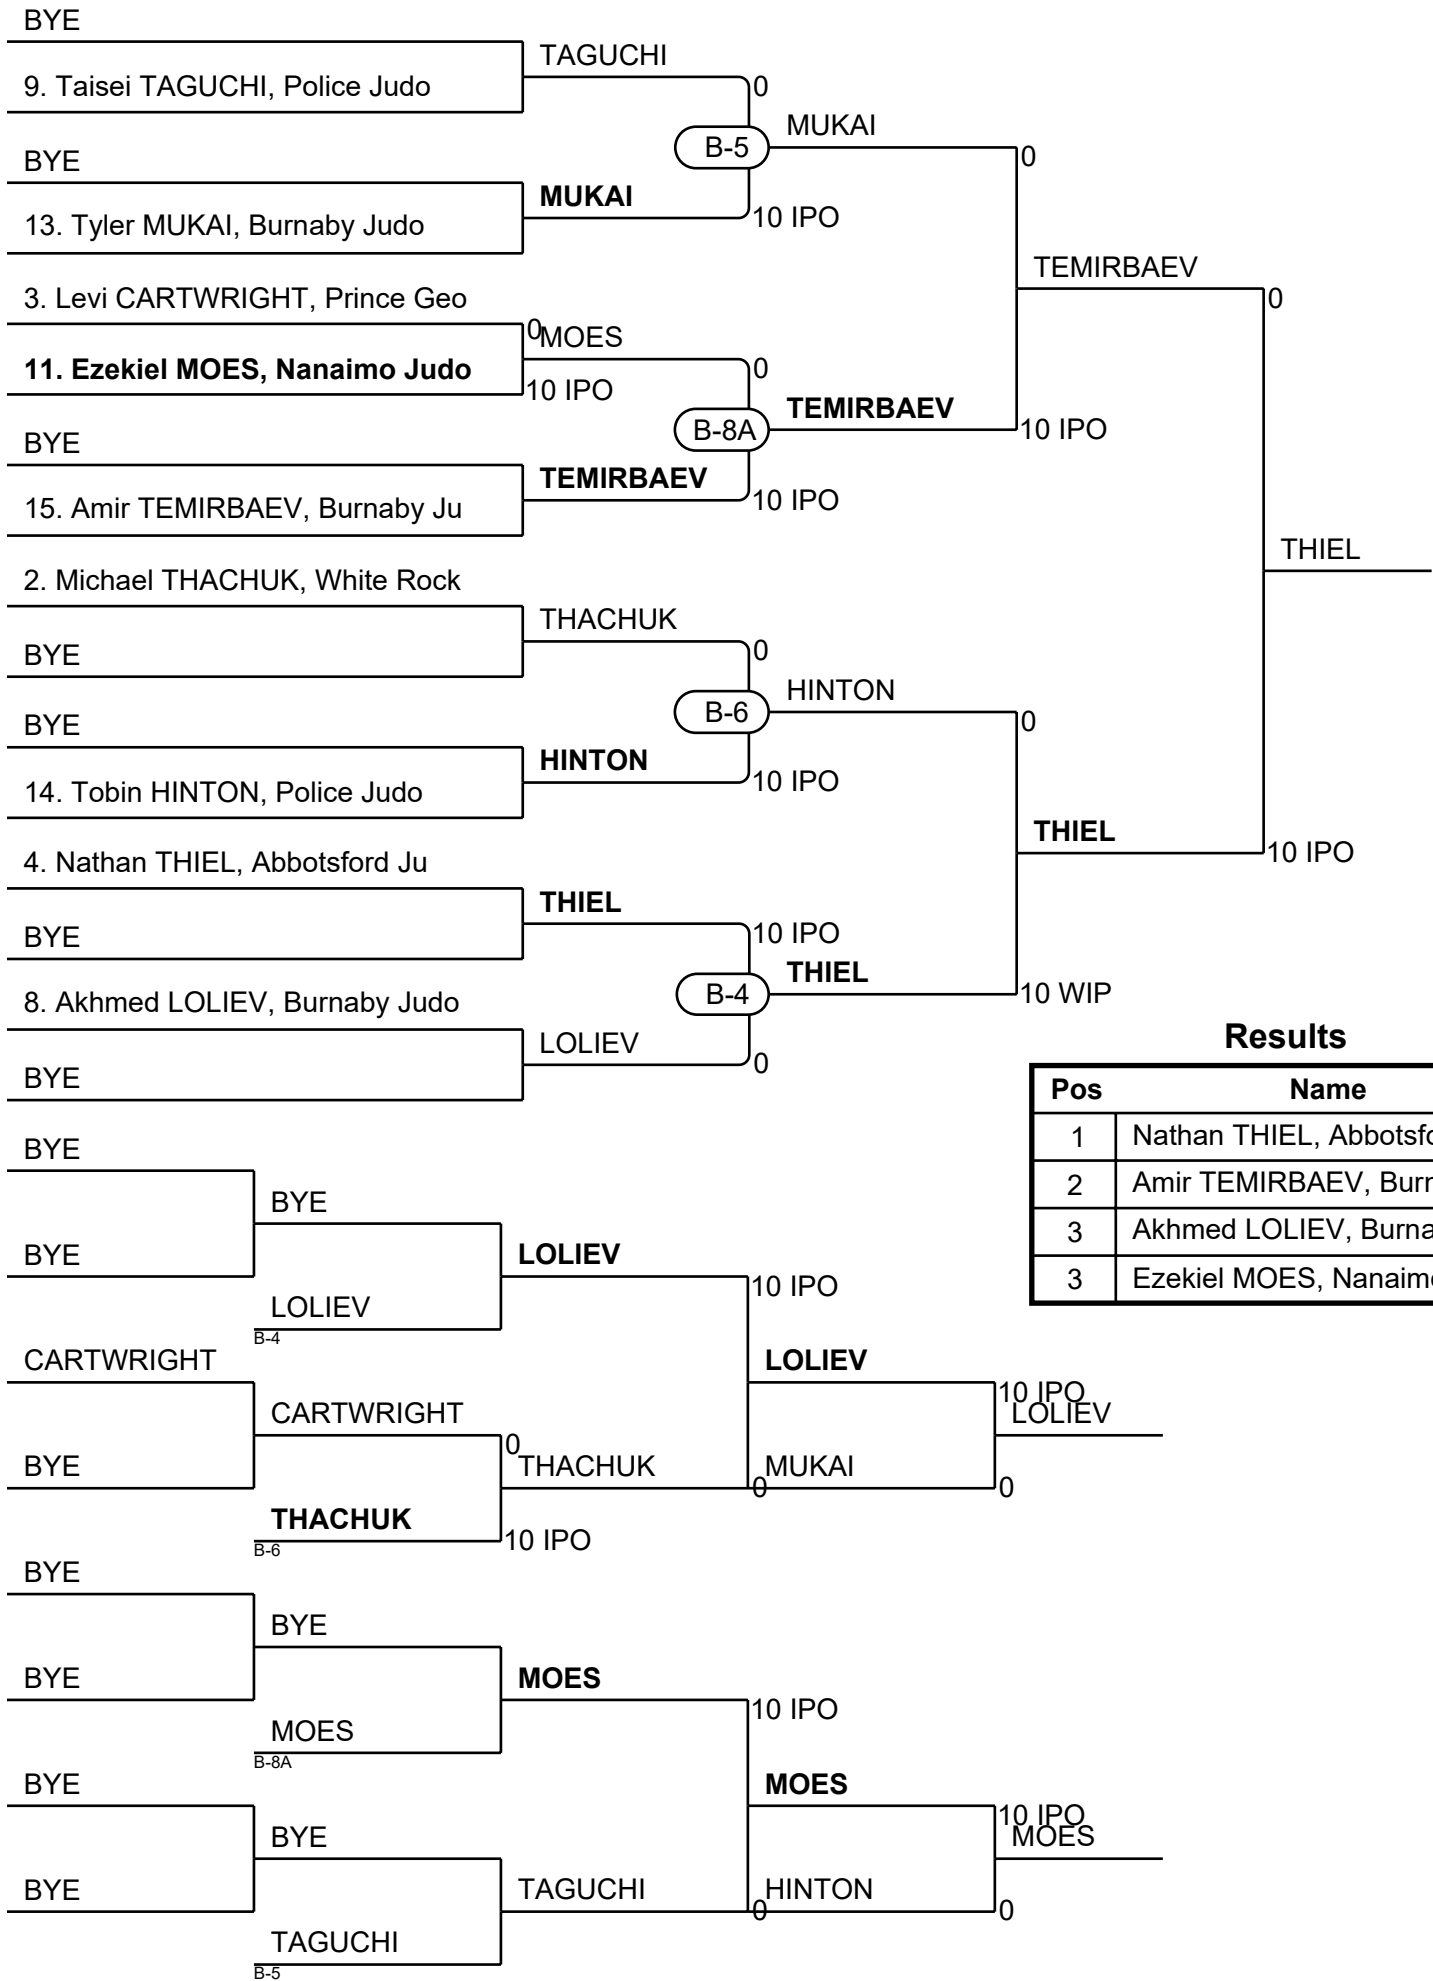 BYE
TAGUCHI
9. Taisei TAGUCHI, Police Judo
0
MUKAI
B-5
BYE
0
MUKAI
13. Tyler MUKAI, Burnaby Judo
10 IPO
TEMIRBAEV
3. Levi CARTWRIGHT, Prince Geo
0
0
MOES
11. Ezekiel MOES, Nanaimo Judo
0
10 IPO
TEMIRBAEV
B-8A
10 IPO
BYE
TEMIRBAEV
15. Amir TEMIRBAEV, Burnaby Ju
10 IPO
THIEL
2. Michael THACHUK, White Rock
THACHUK
BYE
0
HINTON
B-6
0
BYE
HINTON
14. Tobin HINTON, Police Judo
10 IPO
THIEL
10 IPO
4. Nathan THIEL, Abbotsford Ju
THIEL
BYE
10 IPO
THIEL
B-4
10 WIP
8. Akhmed LOLIEV, Burnaby Judo
LOLIEV
0
BYE
Results
Pos Name
1 Nathan THIEL,
2 Amir TEMIRBAEV,
3 Akhmed LOLIEV,
3 Ezekiel MOES,
BYE
BYE
BYE
LOLIEV
10 IPO
LOLIEV
B-4
CARTWRIGHT
LOLIEV
10 IPO
CARTWRIGHT
LOLIEV
0
BYE
THACHUK
0
MUKAI
0
THACHUK
B-6
10 IPO
BYE
BYE
BYE
MOES
10 IPO
MOES
B-8A
BYE
MOES
10 IPO
BYE
MOES
BYE
TAGUCHI
0
HINTON
0
TAGUCHI
B-5